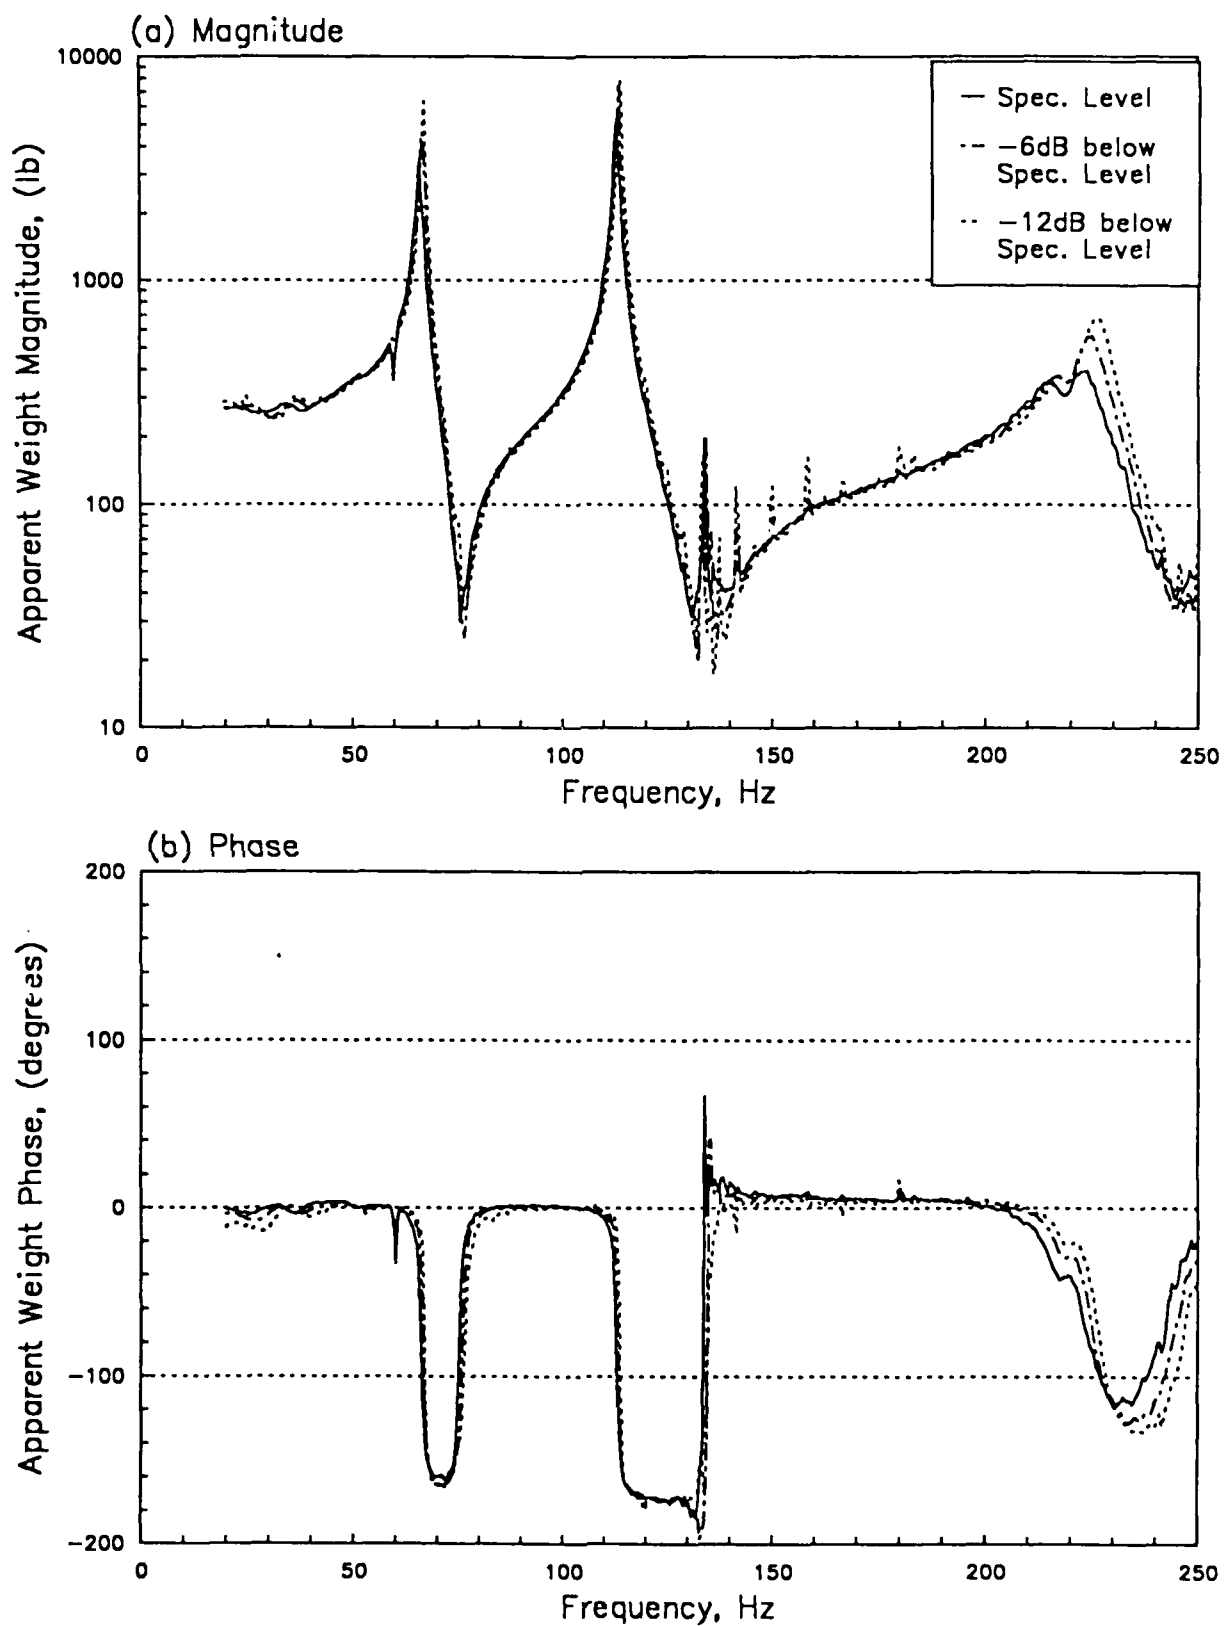 (a) Magnitude
10000
1000
100
10
Apparent Weight Magnitude, (lb)
— Spec. Level
-·- −6dB below
Spec. Level
·· −12dB below
Spec. Level
0 50 100 150 200 250
Frequency, Hz
(b) Phase
200
100
0
−100
−200
Apparent Weight Phase, (degrees)
0 50 100 150 200 250
Frequency, Hz